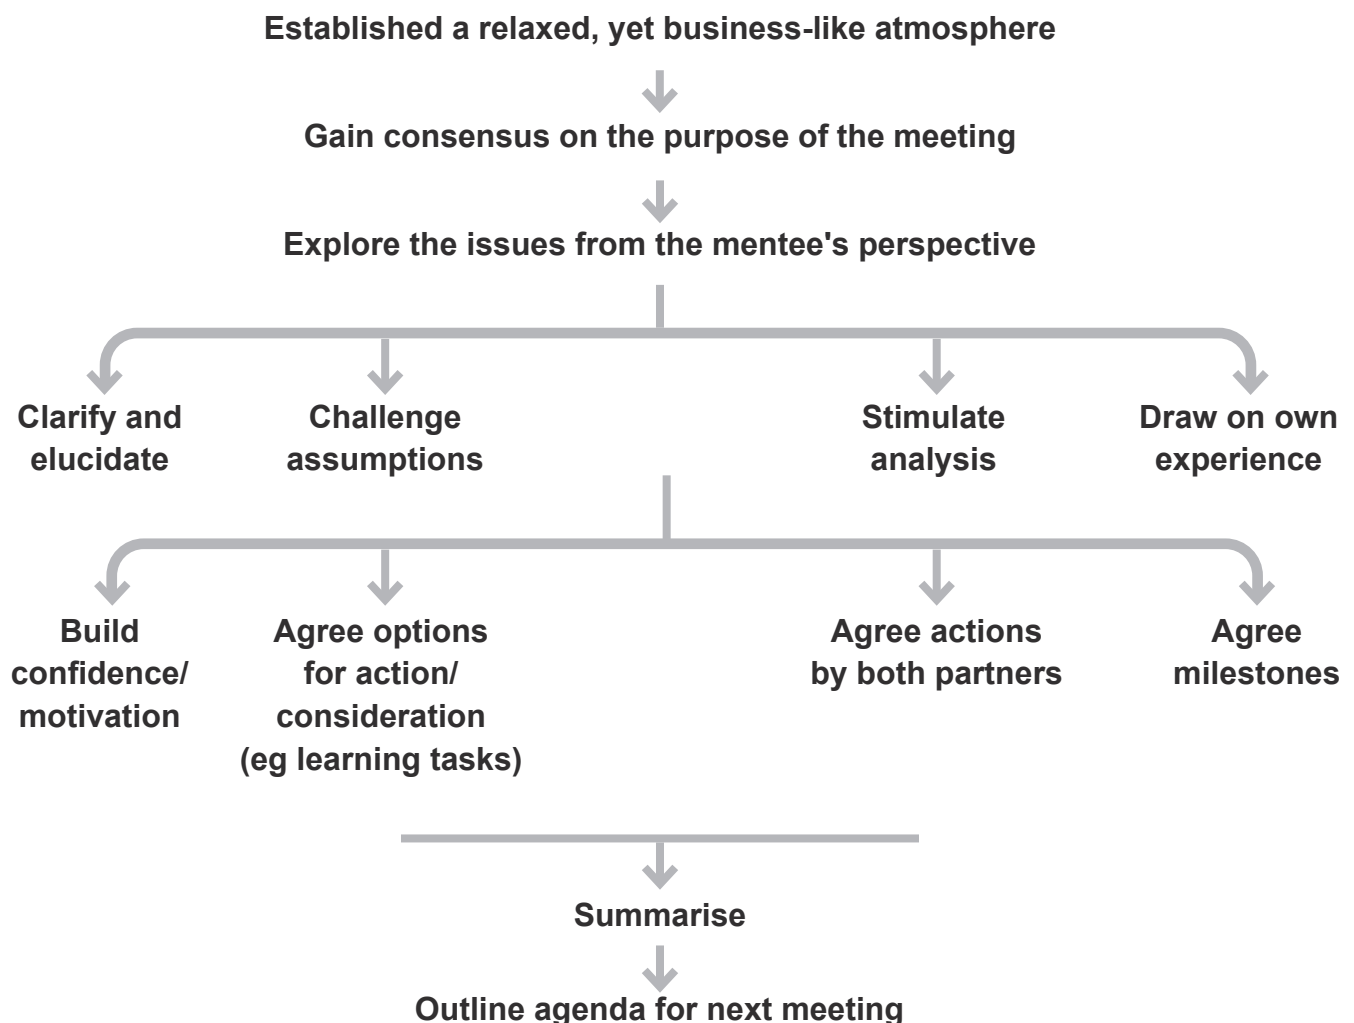 Established a relaxed, yet business-like atmosphere
Gain consensus on the purpose of the meeting
Explore the issues from the mentee's perspective
Clarify and
elucidate
Challenge
assumptions
Stimulate
analysis
Draw on own
experience
Build
confidence/
motivation
Agree options
for action/
consideration
(eg learning tasks)
Agree actions
by both partners
Agree
milestones
Summarise
Outline agenda for next meeting